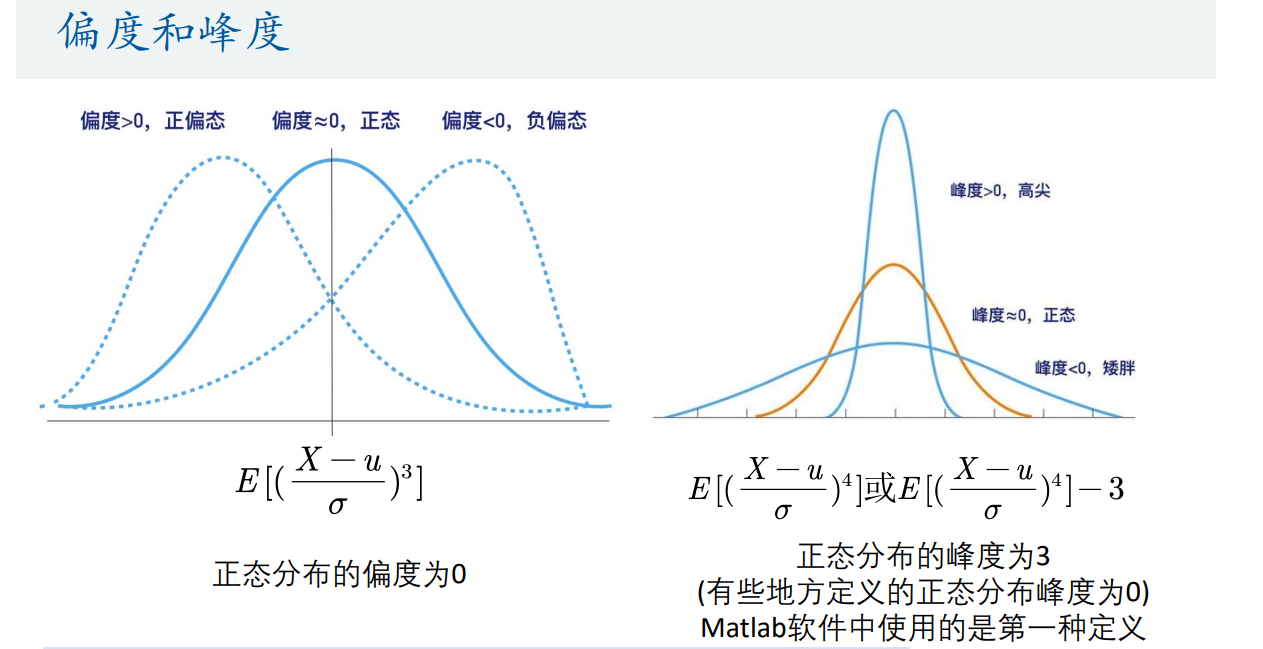 偏度和峰度
偏度>0，正偏态
偏度≈0，正态
偏度<0，负偏态
峰度>0，高尖
峰度≈0，正态
峰度<0，矮胖
E[(\frac{X-u}{σ})^3]
正态分布的偏度为0
E[(\frac{X-u}{σ})^4]或E[(\frac{X-u}{σ})^4]-3
正态分布的峰度为3
(有些地方定义的正态分布峰度为0)
Matlab软件中使用的是第一种定义